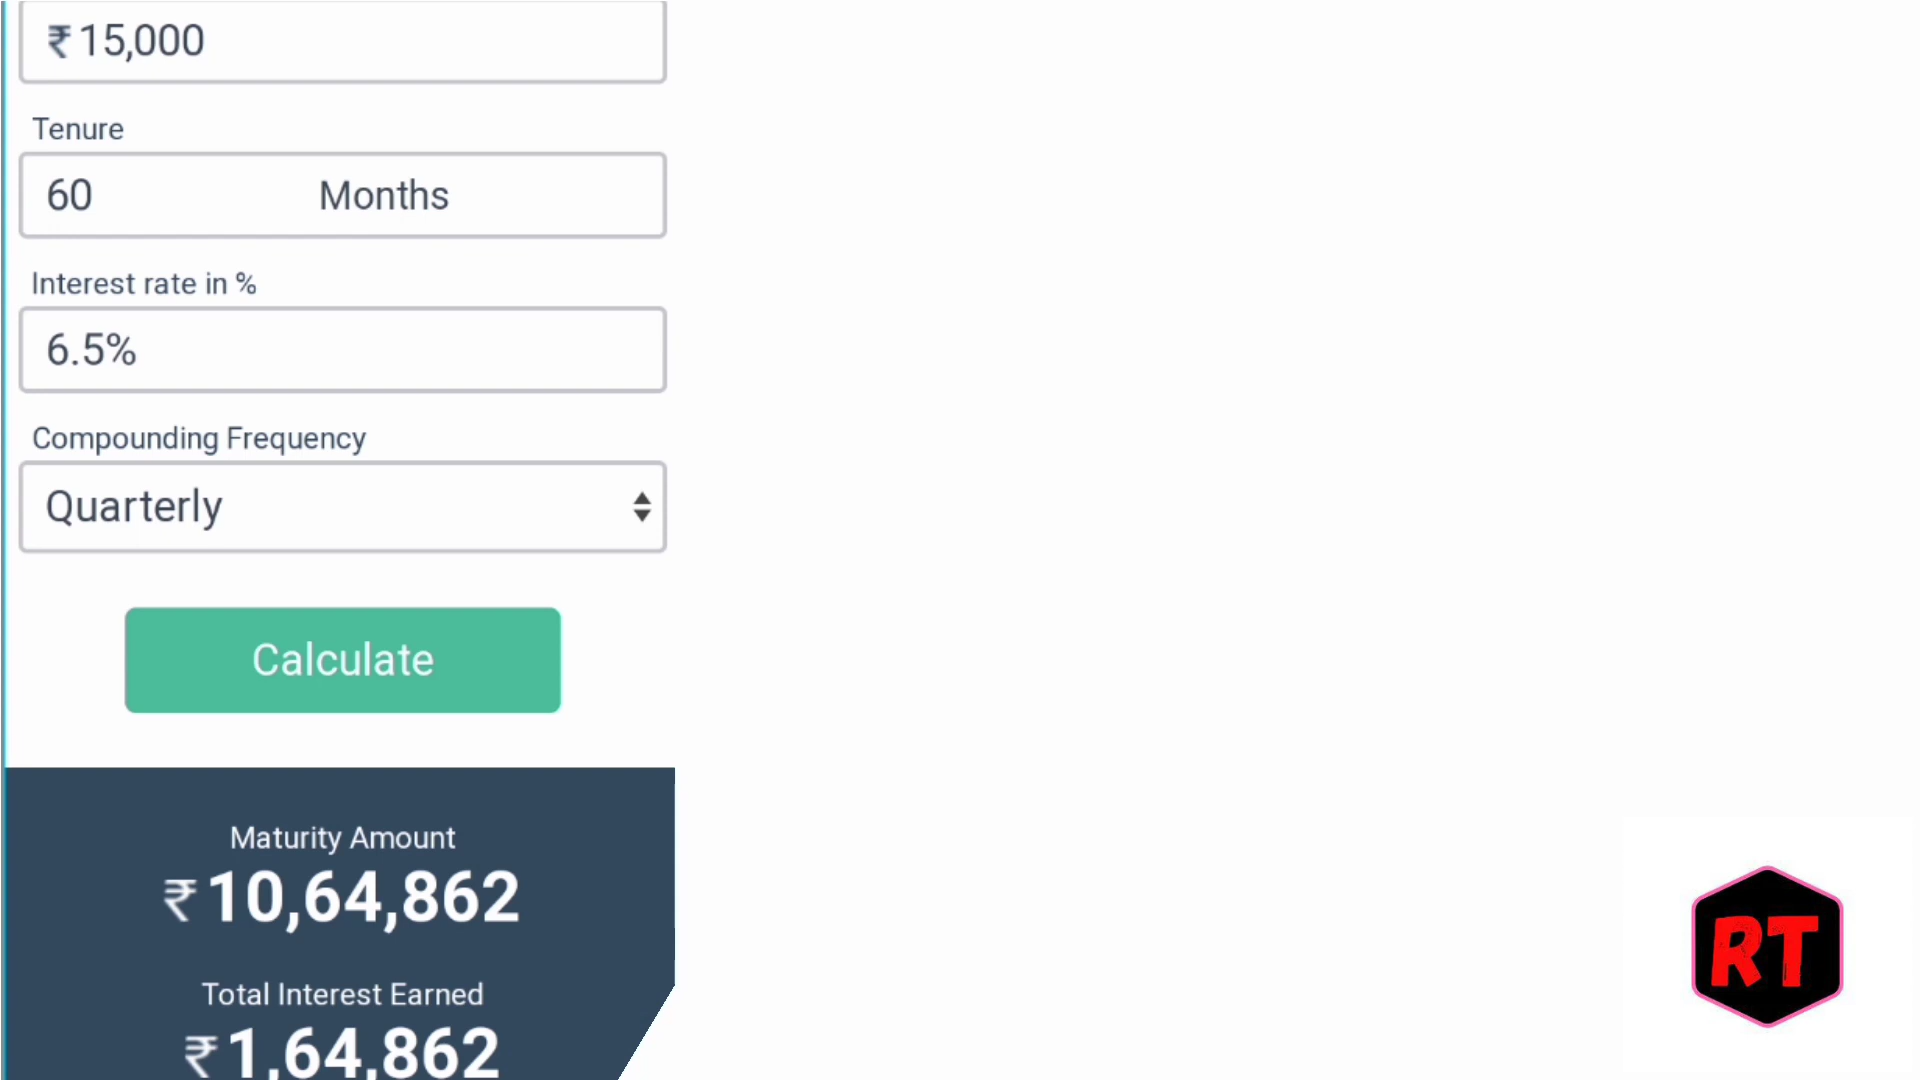 ₹ 15,000
Tenure
60 Months
Interest rate in %
6.5%
Compounding Frequency
Quarterly
Calculate
Maturity Amount
₹ 10,64,862
Total Interest Earned
₹ 1,64,862
RT